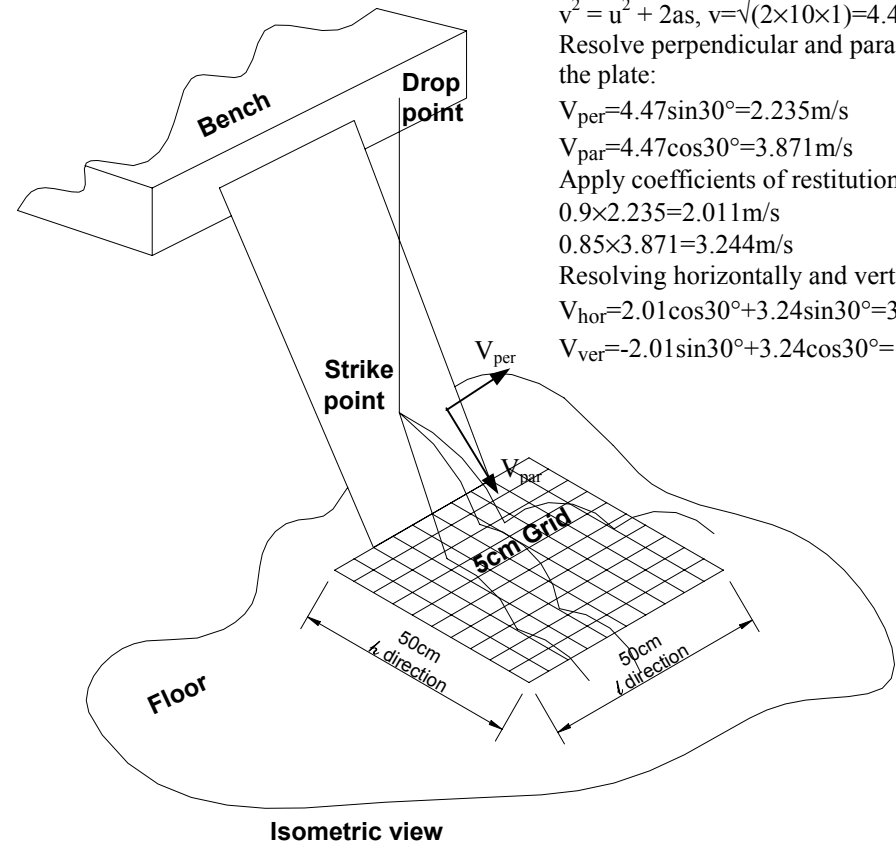 v² = u² + 2as, v=√(2×10×1)=4.4
Resolve perpendicular and para
the plate:
Vper=4.47sin30°=2.235m/s
Vpar=4.47cos30°=3.871m/s
Apply coefficients of restitution
0.9×2.235=2.011m/s
0.85×3.871=3.244m/s
Resolving horizontally and vert
Vhor=2.01cos30°+3.24sin30°=3
Vver=-2.01sin30°+3.24cos30°=
Bench
Drop
point
Strike
point
Vper
Vpar
5cm Grid
50cm
h direction
50cm
l direction
Floor
Isometric view